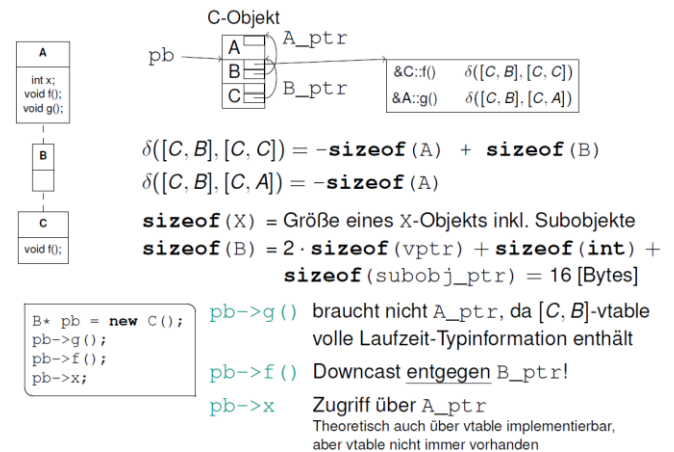 C-Objekt
A
int x;
void f();
void g();
B
C
void f();
pb
A
B
C
A_ptr
B_ptr
&C::f() δ([C, B],[C, C])
&A::g() δ([C, B],[C, A])
δ([C, B],[C, C]) = −sizeof(A) + sizeof(B)
δ([C, B],[C, A]) = −sizeof(A)
sizeof(X) = Größe eines X-Objekts inkl. Subobjekte
sizeof(B) = 2 · sizeof(vptr) + sizeof(int) +
sizeof(subobj_ptr) = 16 [Bytes]
B* pb = new C();
pb->g();
pb->f();
pb->x;
pb->g() braucht nicht A_ptr, da [C, B]-vtable
volle Laufzeit-Typinformation enthält
pb->f() Downcast entgegen B_ptr!
pb->x Zugriff über A_ptr
Theoretisch auch über vtable implementierbar,
aber vtable nicht immer vorhanden